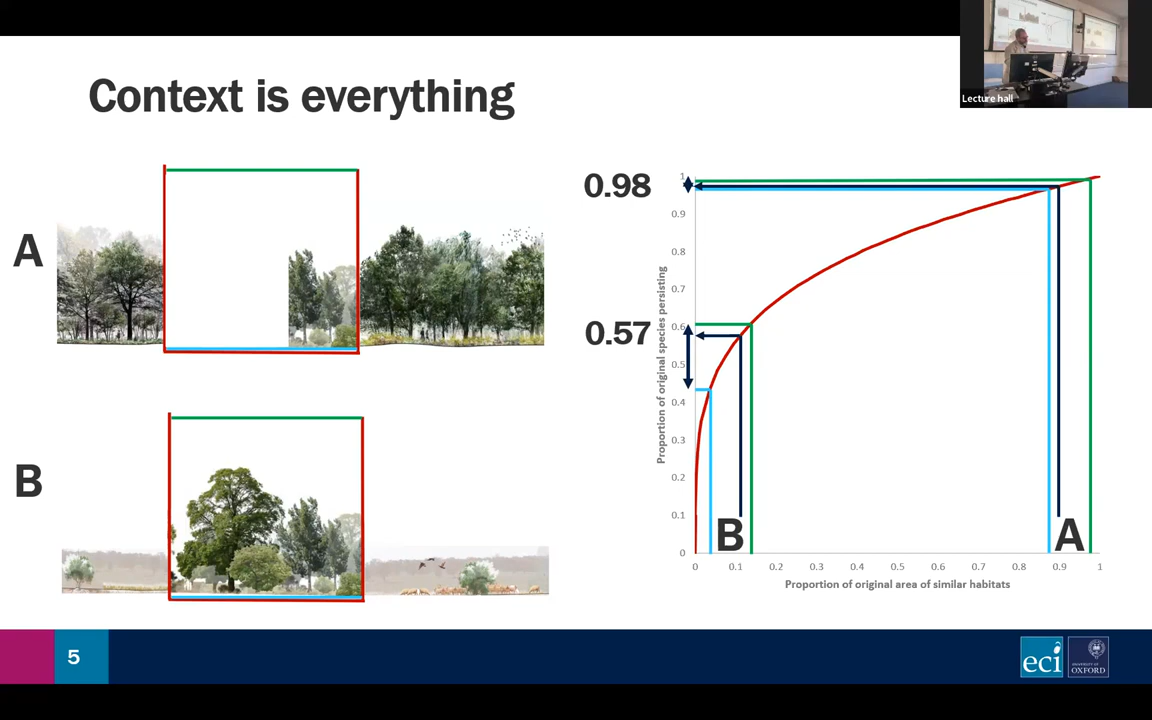 Context is everything
Lecture hall
A
B
0.98
0.57
Proportion of original species persisting
1
0.9
0.8
0.7
0.6
0.5
0.4
0.3
0.2
0.1
0
B
A
0 0.1 0.2 0.3 0.4 0.5 0.6 0.7 0.8 0.9 1
Proportion of original area of similar habitats
5
eci
UNIVERSITY OF
OXFORD